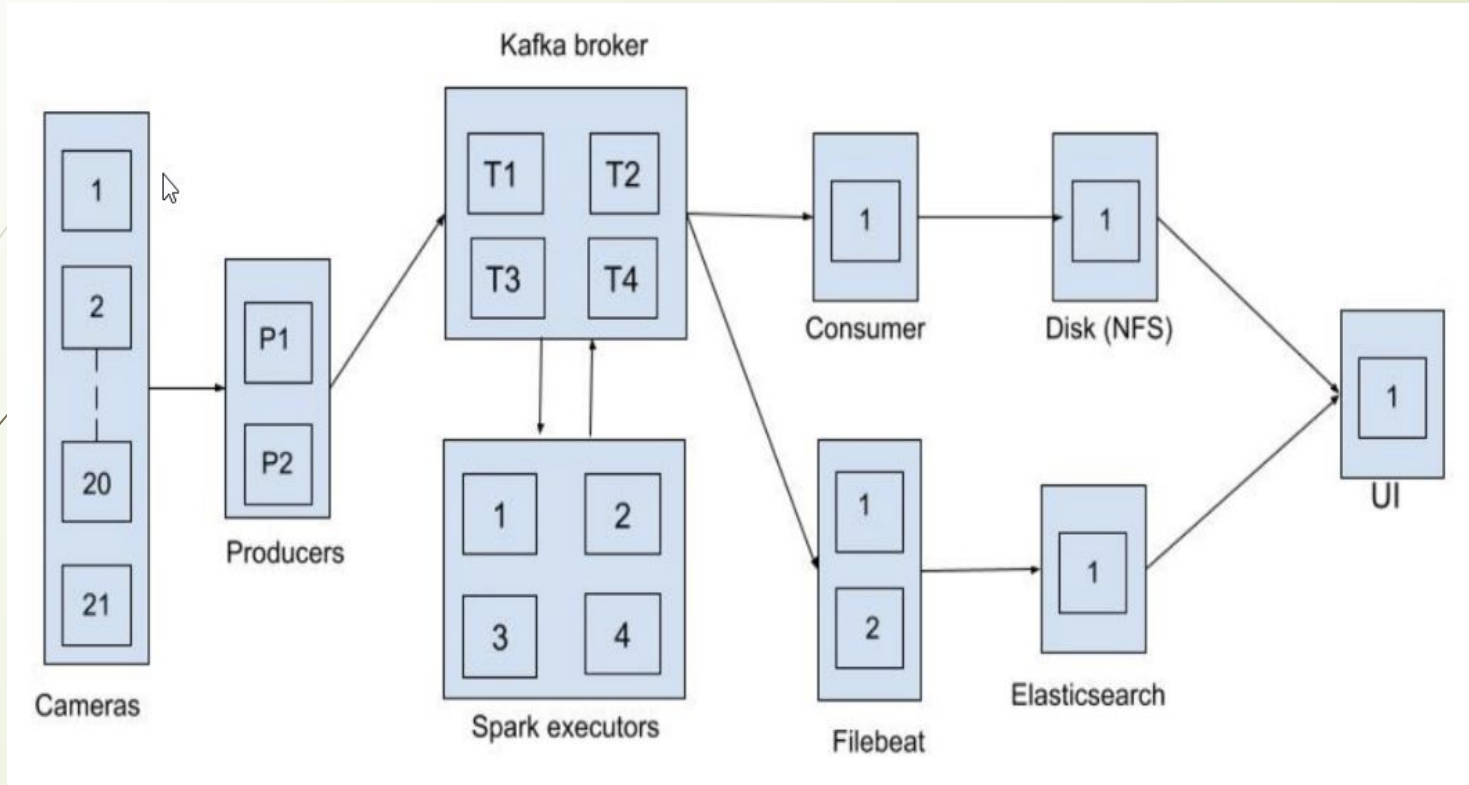 Kafka broker
1
2
20
21
Cameras
P1
P2
Producers
T1 T2
T3 T4
1 2
3 4
Spark executors
1
Consumer
1
Disk (NFS)
1
2
Filebeat
1
Elasticsearch
1
UI